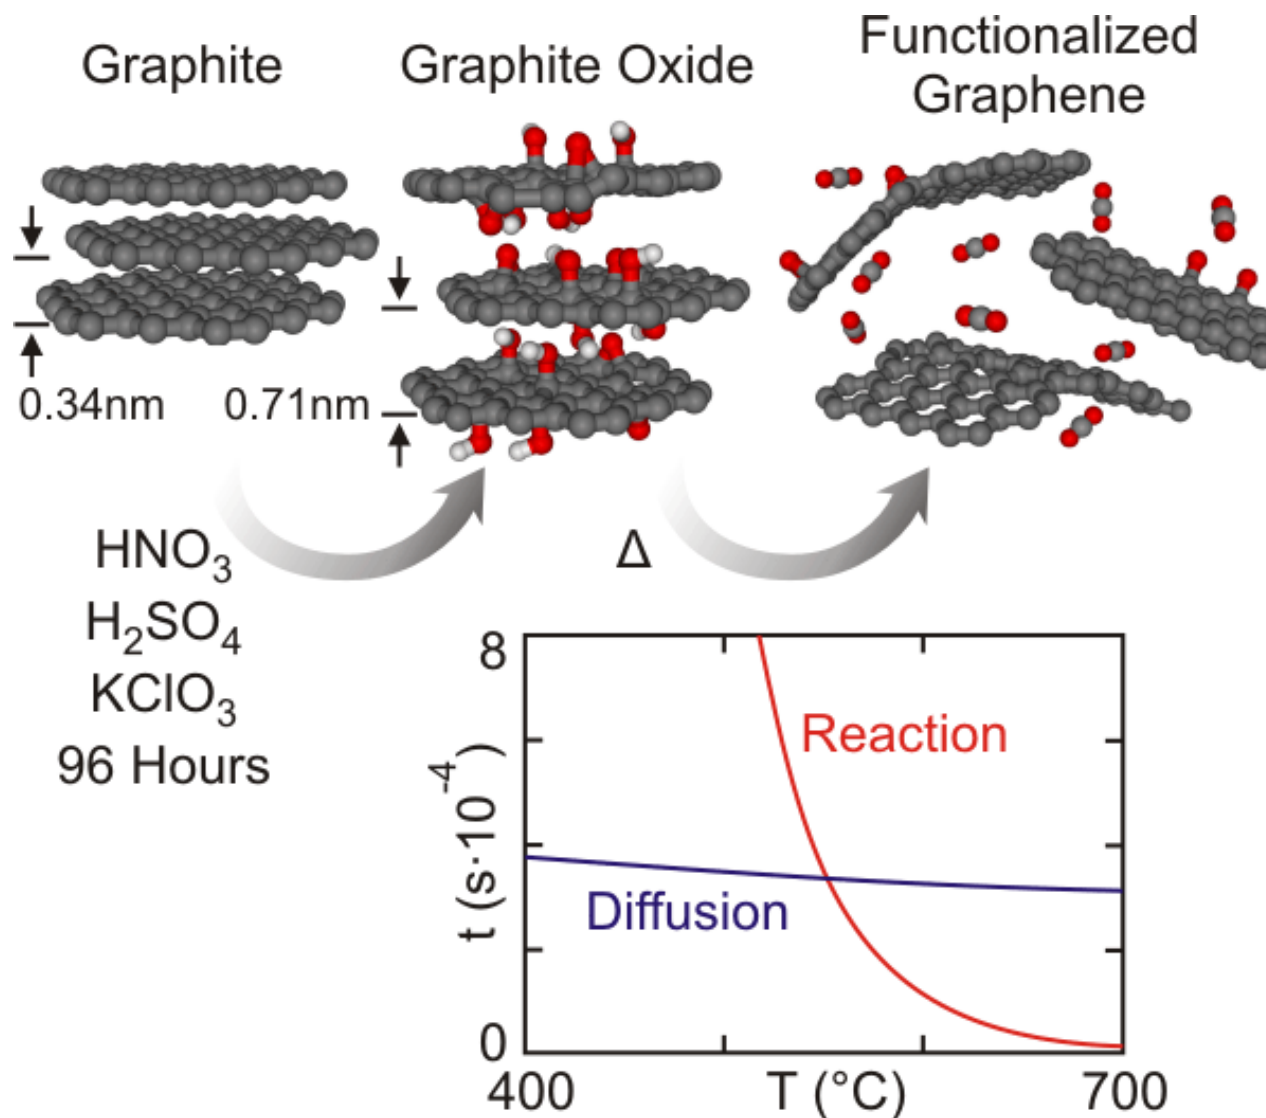 Graphite
Graphite Oxide
Functionalized
Graphene
0.34nm
0.71nm
HNO₃
H₂SO₄
KClO₃
96 Hours
Δ
8
Reaction
Diffusion
t (s·10⁻⁴)
0
400
T (°C)
700